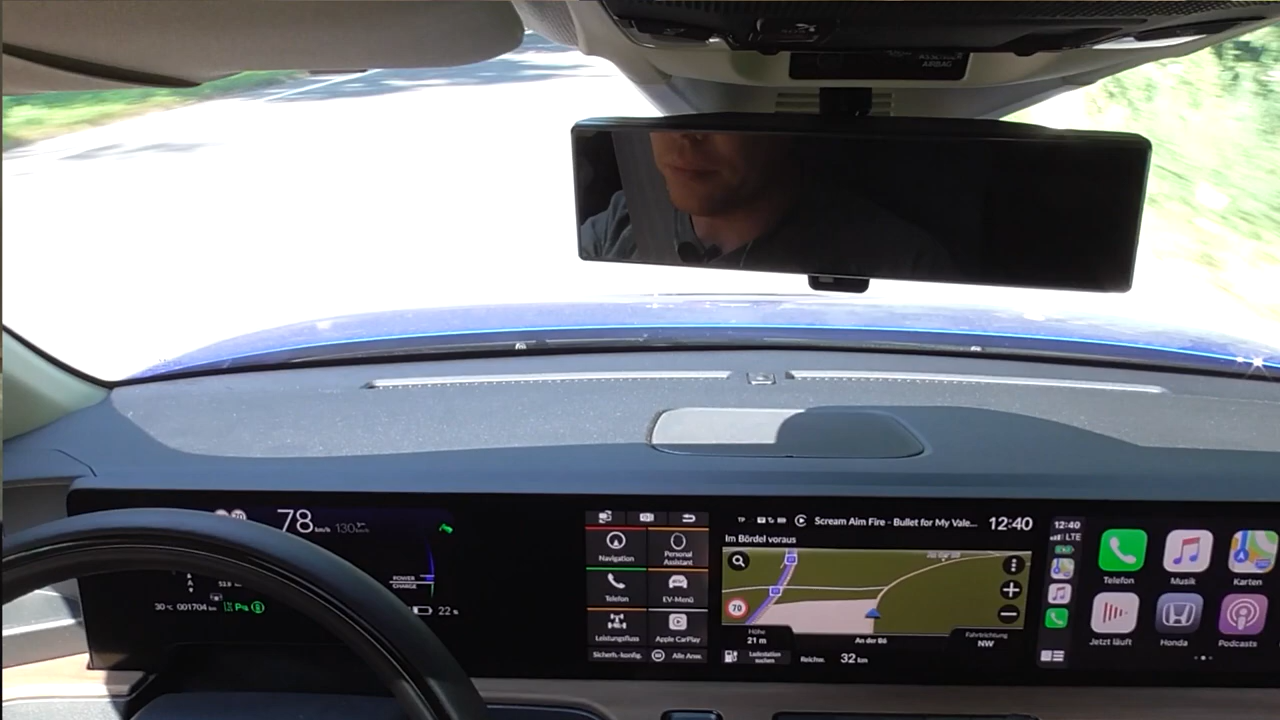 AIRBAG
78 km/h 130 km/h
POWER
CHARGE
30 °C 001704 km
22 %
Navigation
Personal Assistant
Telefon
EV-Menü
Leistungsfluss
Apple CarPlay
Sicherh.-konfig.
Alle Anw.
TP
Scream Aim Fire - Bullet for My Vale...
12:40
Im Bördel voraus
70
Höhe
21 m
An der B6
Fahrtrichtung
NW
Ladestation suchen
Reichw.
32 km
12:40
LTE
Telefon
Musik
Karten
Jetzt läuft
Honda
Podcasts